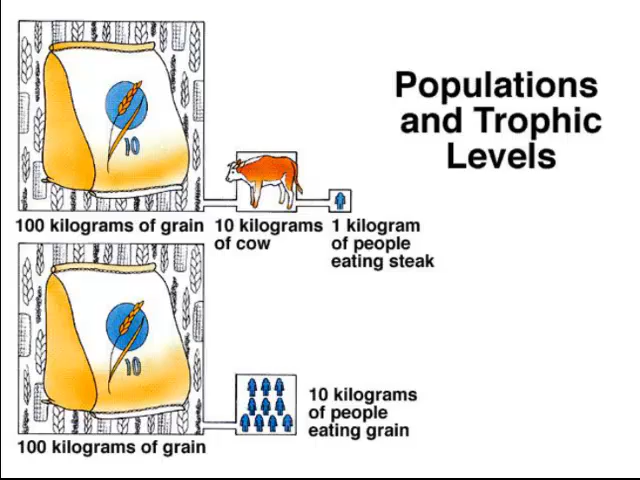 Populations
and Trophic
Levels
10
100 kilograms of grain
10 kilograms
of cow
1 kilogram
of people
eating steak
10
100 kilograms of grain
10 kilograms
of people
eating grain